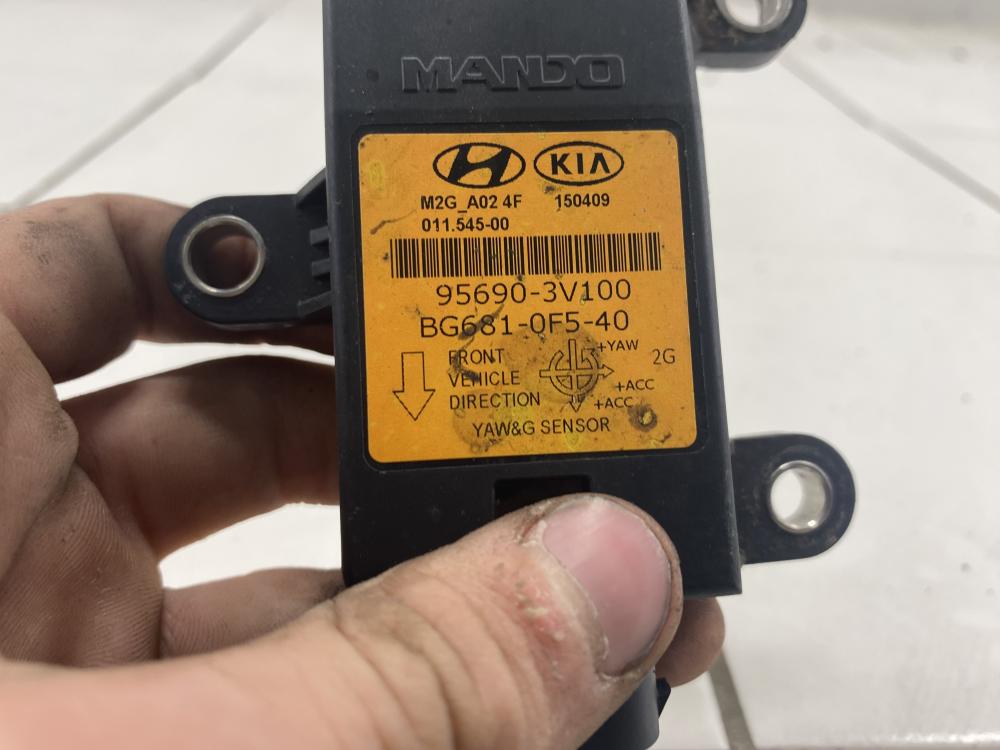 MANDO
KIA
M2G_A02 4F 150409
011.545-00
95690-3V100
BG681-0F5-40
FRONT
VEHICLE
DIRECTION
+YAW
2G
+ACC
+ACC
YAW&G SENSOR